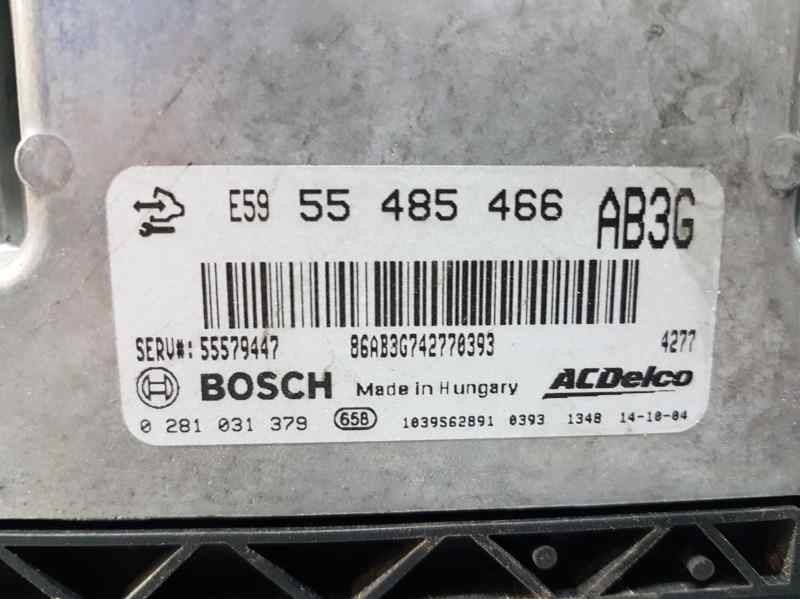 E59 55 485 466 AB3G
SERV#: 55579447 86AB3G742770393 4277
BOSCH Made in Hungary ACDelco
0 281 031 379 658 1039S62891 0393 1348 14-10-04